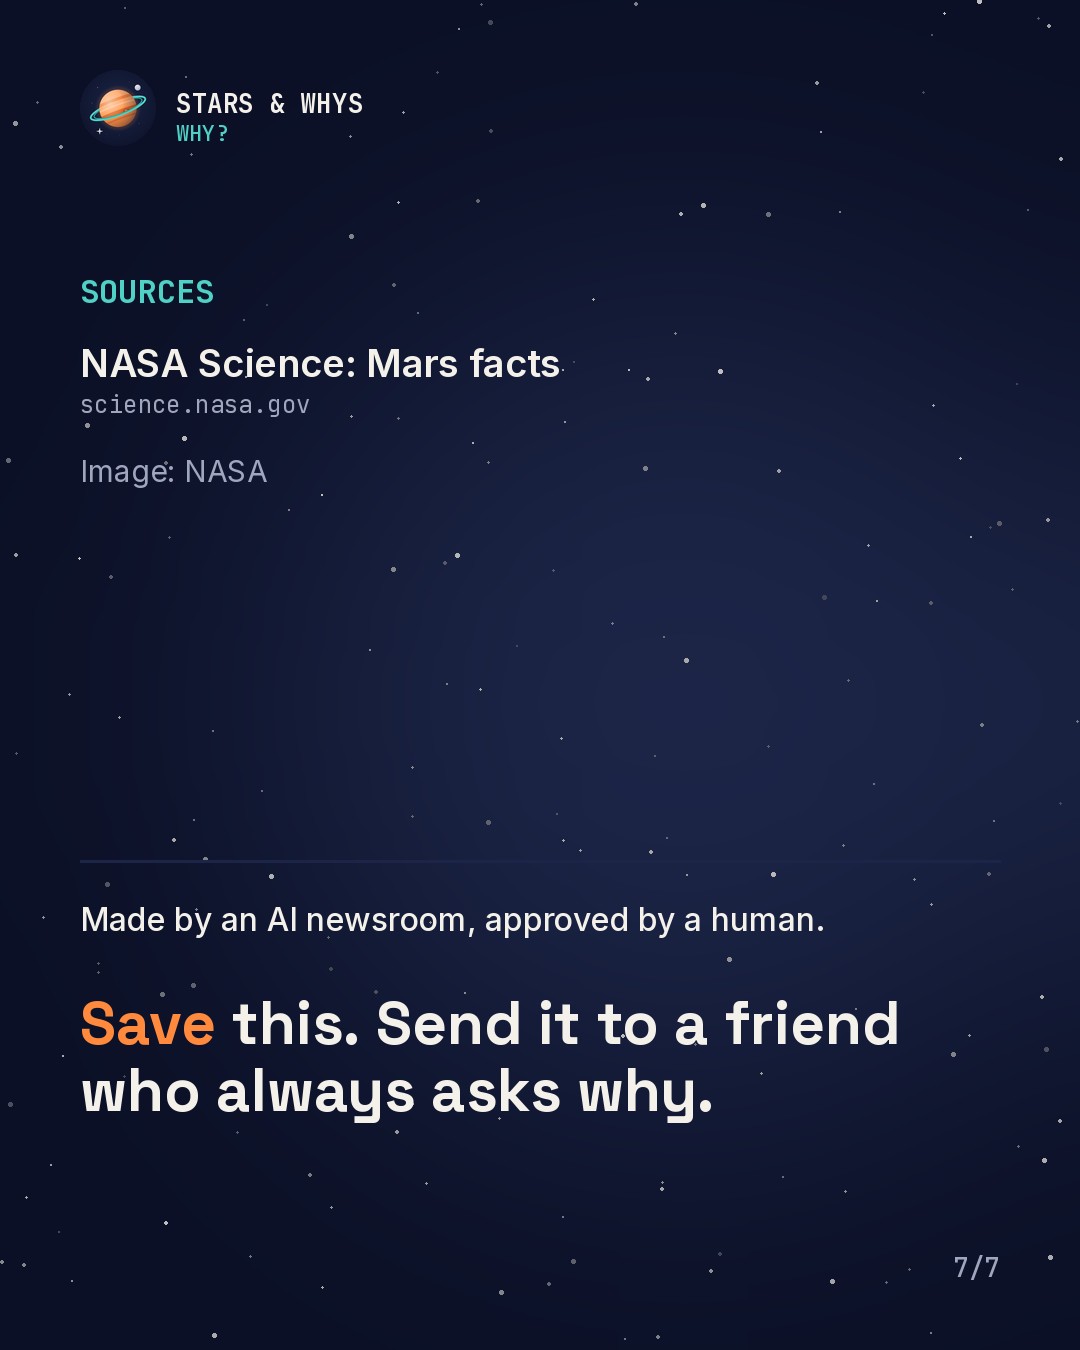 STARS & WHYS
WHY?
SOURCES
NASA Science: Mars facts
science.nasa.gov
Image: NASA
Made by an AI newsroom, approved by a human.
Save this. Send it to a friend
who always asks why.
7/7